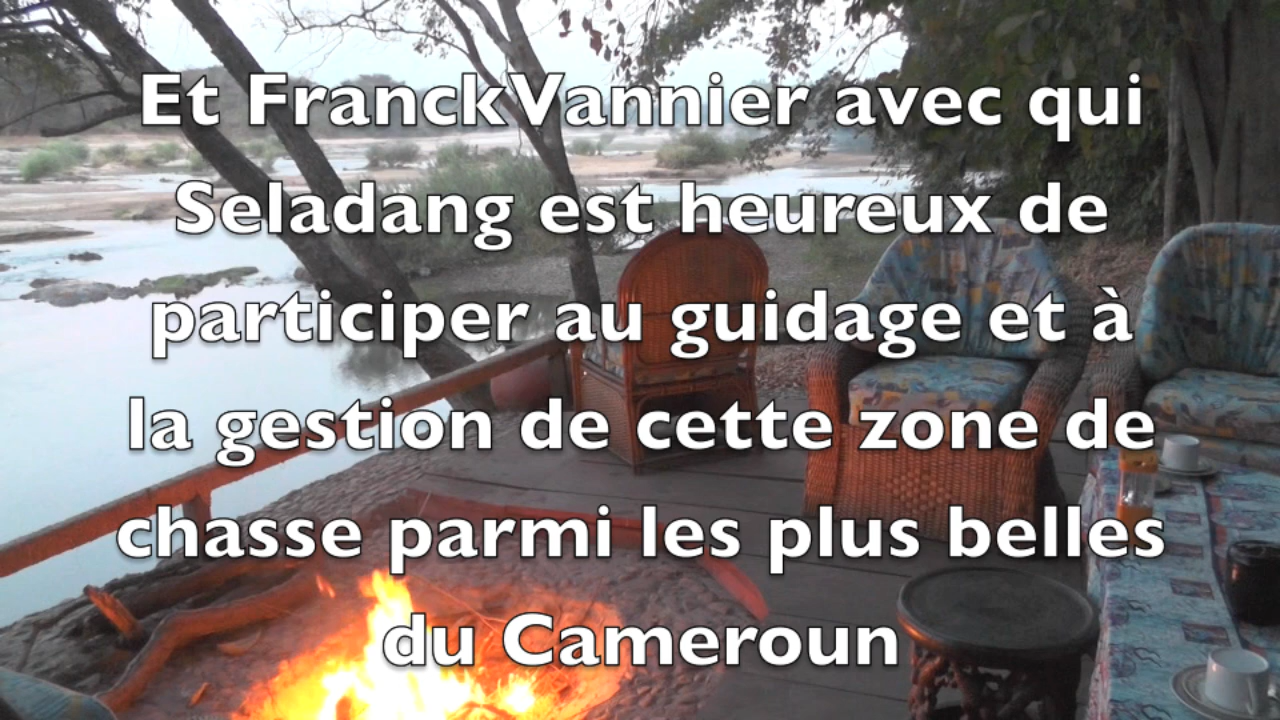 Et FranckVannier avec qui
Seladang est heureux de
participer au guidage et à
la gestion de cette zone de
chasse parmi les plus belles
du Cameroun